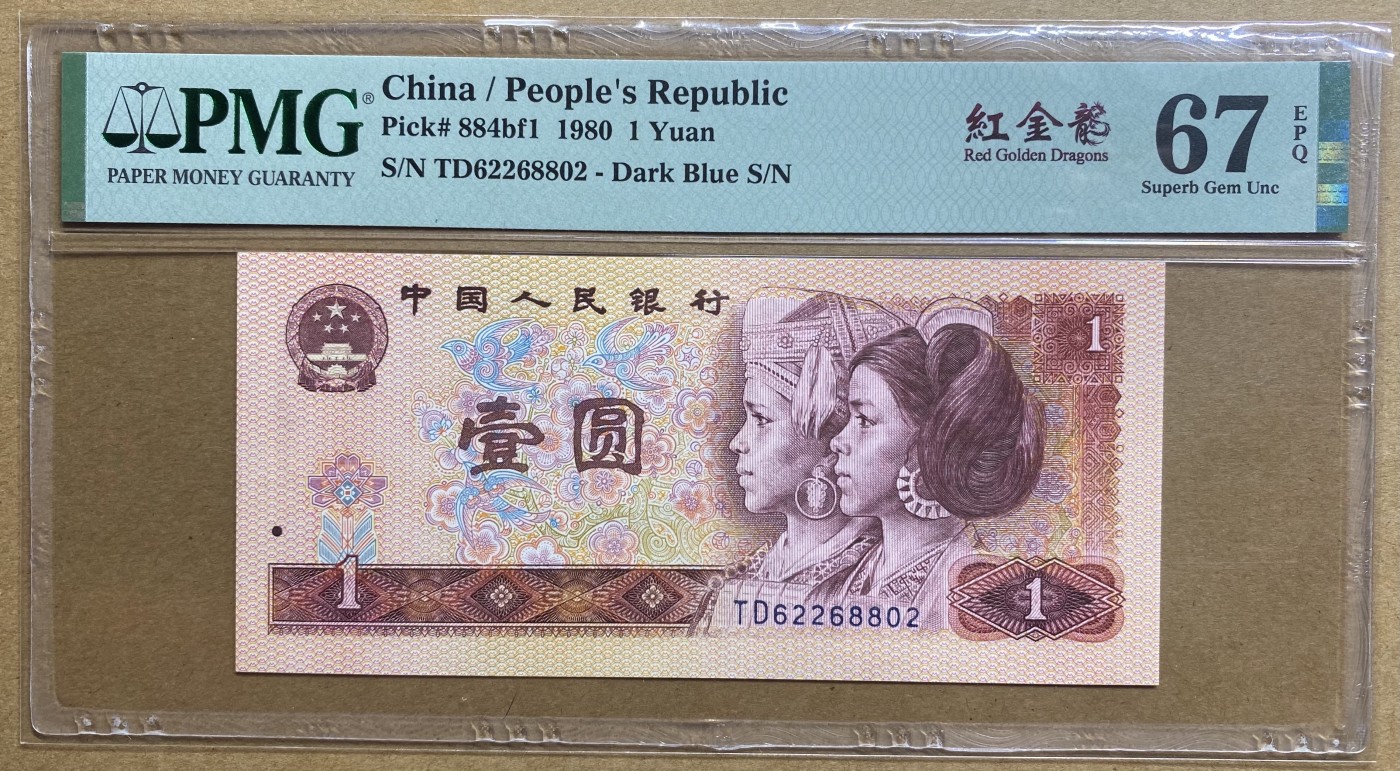 PMG®
PAPER MONEY GUARANTY
China / People's Republic
Pick# 884bf1 1980 1 Yuan
S/N TD62268802 - Dark Blue S/N
紅金龍
Red Golden Dragons
67
EPQ
Superb Gem Unc
中国人民银行
1
壹圆
1
1
TD62268802